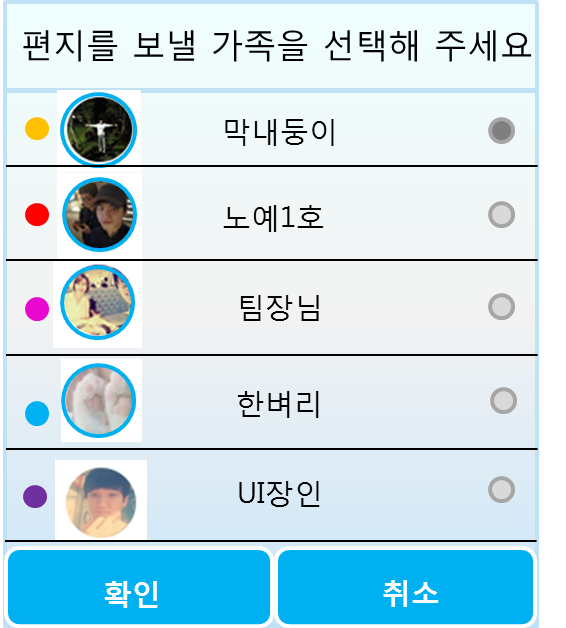 편지를 보낼 가족을 선택해 주세요
막내둥이
노예1호
팀장님
한벼리
UI장인
확인 취소